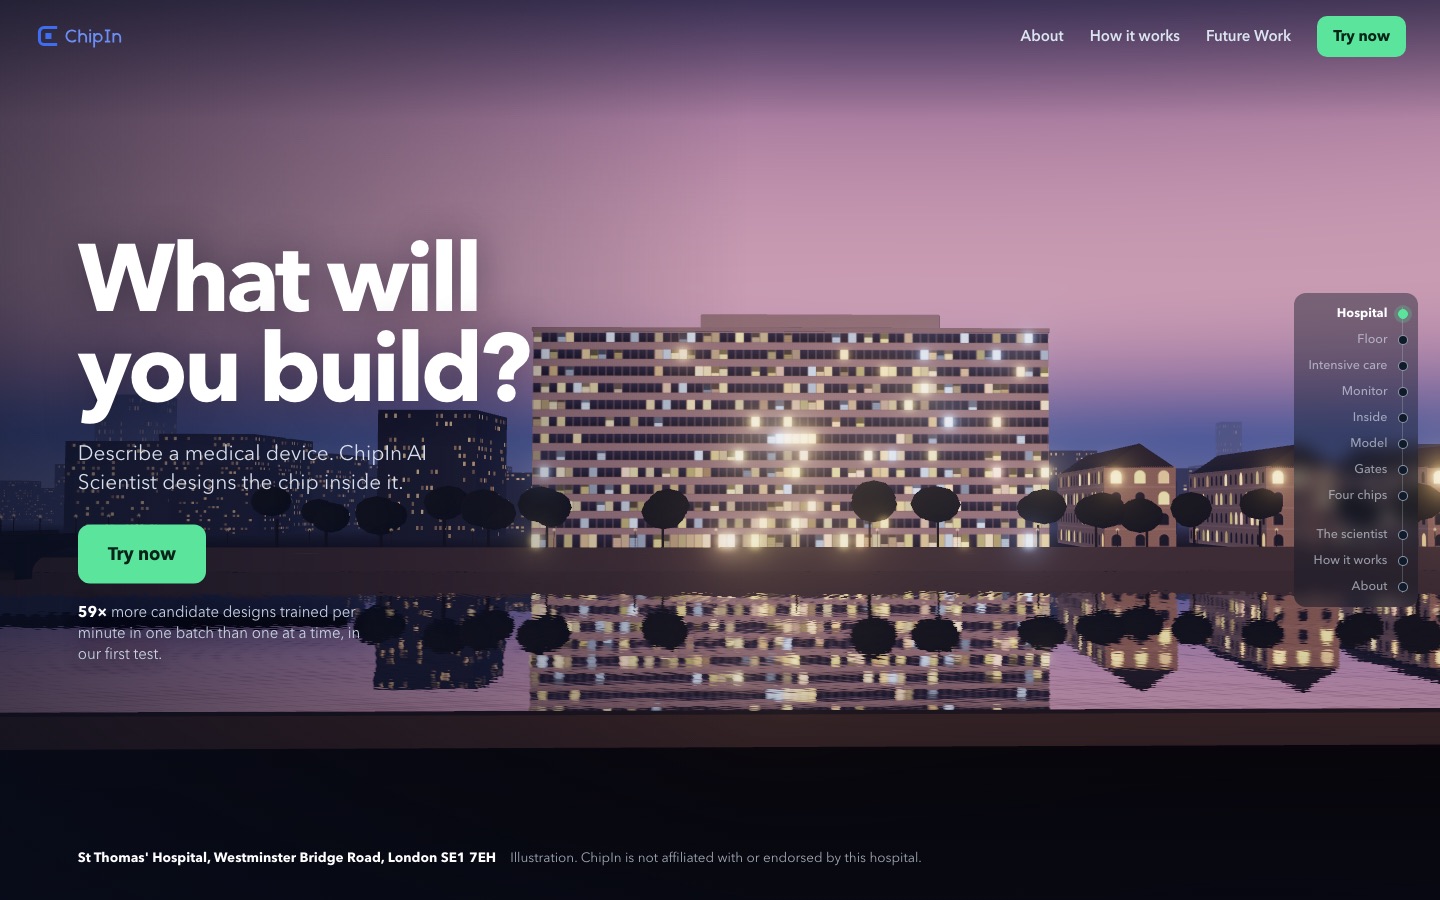 ChipIn
About
How it works
Future Work
Try now
What will
you build?
Describe a medical device. ChipIn AI
Scientist designs the chip inside it.
Try now
59× more candidate designs trained per
minute in one batch than one at a time, in
our first test.
Hospital
Floor
Intensive care
Monitor
Inside
Model
Gates
Four chips
The scientist
How it works
About
St Thomas' Hospital, Westminster Bridge Road, London SE1 7EH Illustration. ChipIn is not affiliated with or endorsed by this hospital.